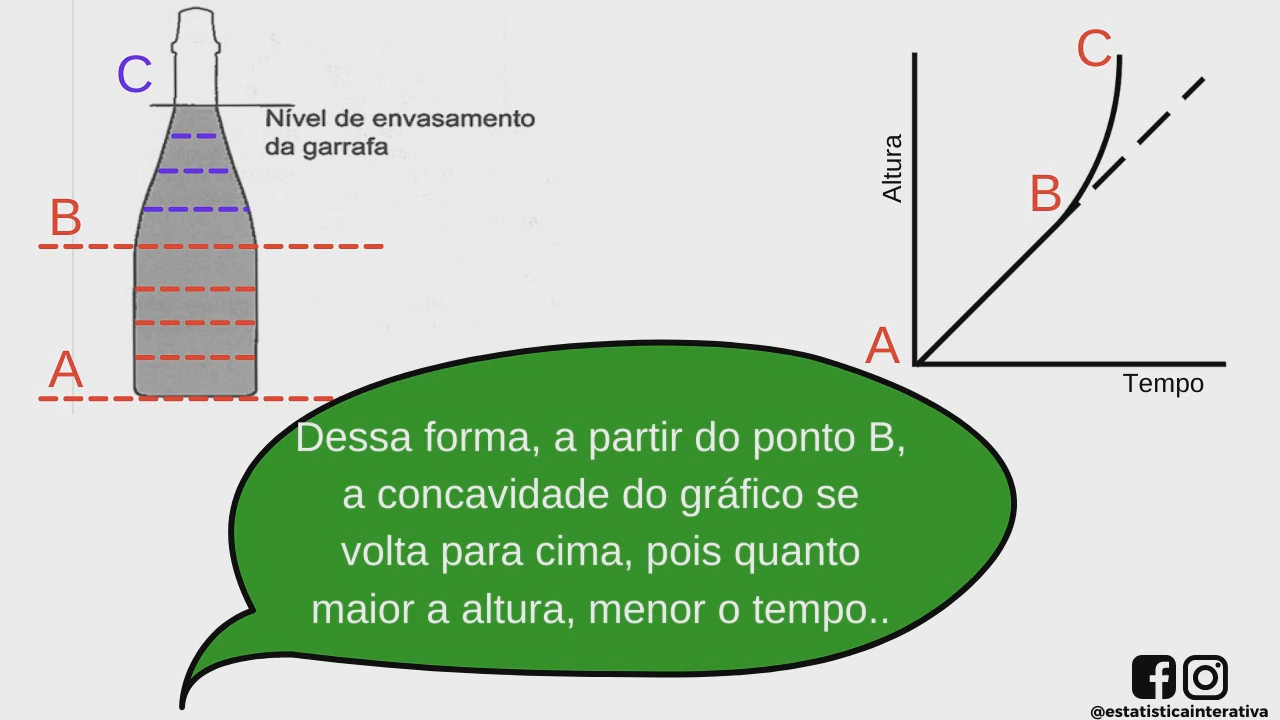 C
Nível de envasamento
da garrafa
B
A
C
B
A
Altura
Tempo
Dessa forma, a partir do ponto B,
a concavidade do gráfico se
volta para cima, pois quanto
maior a altura, menor o tempo..
@estatisticainterativa